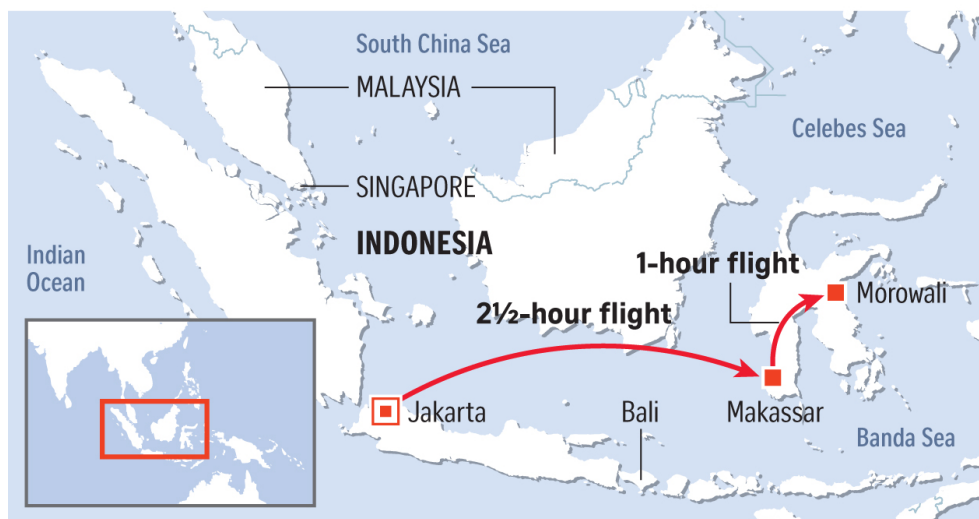 South China Sea
MALAYSIA
Celebes Sea
SINGAPORE
INDONESIA
Indian
Ocean
1-hour flight
Morowali
2½-hour flight
Jakarta
Bali
Makassar
Banda Sea